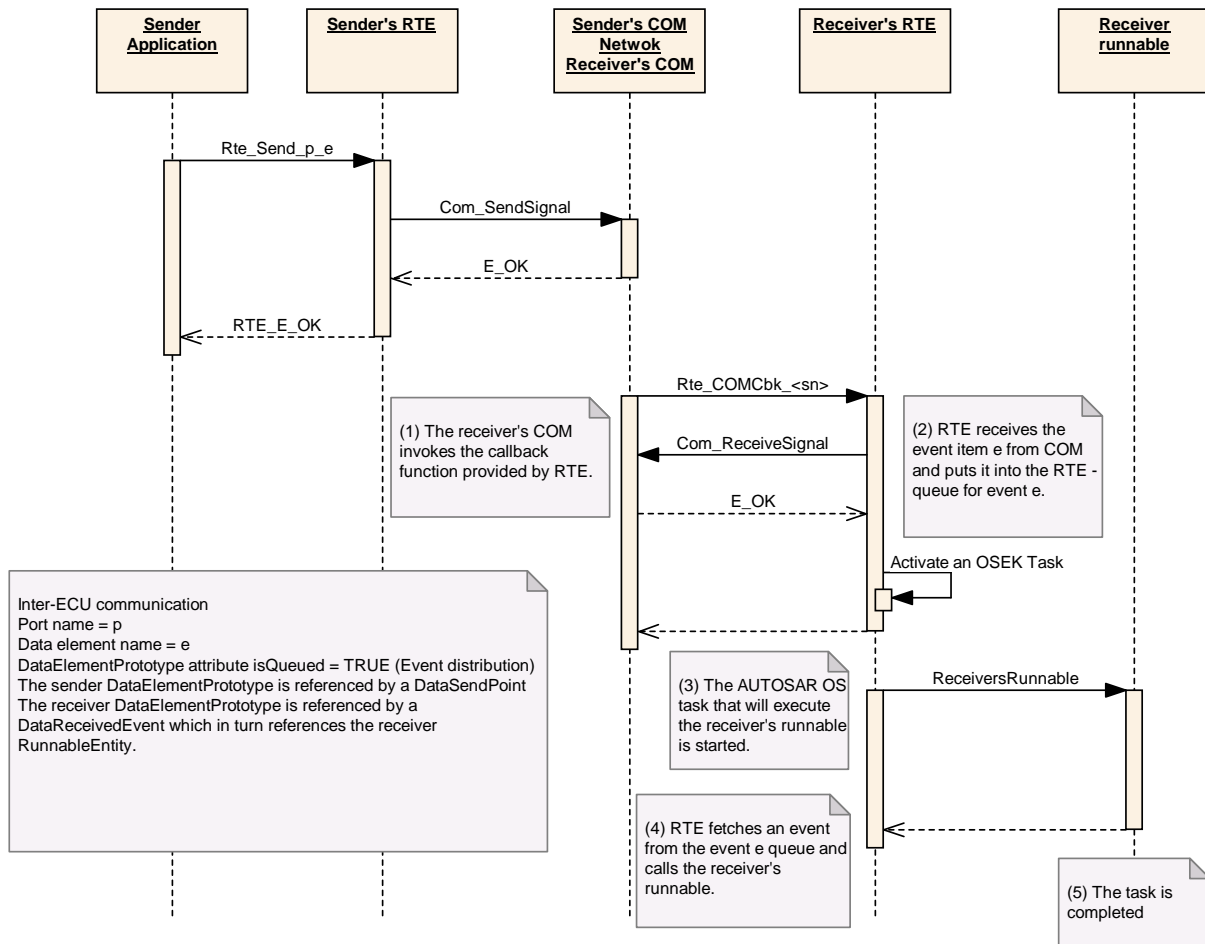 Sender
Application
Sender's RTE
Sender's COM
Netwok
Receiver's COM
Receiver's RTE
Receiver
runnable
Rte_Send_p_e
Com_SendSignal
E_OK
RTE_E_OK
Rte_COMCbk_<sn>
(1) The receiver's COM
invokes the callback
function provided by RTE.
Com_ReceiveSignal
(2) RTE receives the
event item e from COM
and puts it into the RTE -
queue for event e.
E_OK
Activate an OSEK Task
Inter-ECU communication
Port name = p
Data element name = e
DataElementPrototype attribute isQueued = TRUE (Event distribution)
The sender DataElementPrototype is referenced by a DataSendPoint
The receiver DataElementPrototype is referenced by a
DataReceivedEvent which in turn references the receiver
RunnableEntity.
(3) The AUTOSAR OS
task that will execute
the receiver's runnable
is started.
ReceiversRunnable
(4) RTE fetches an event
from the event e queue and
calls the receiver's
runnable.
(5) The task is
completed